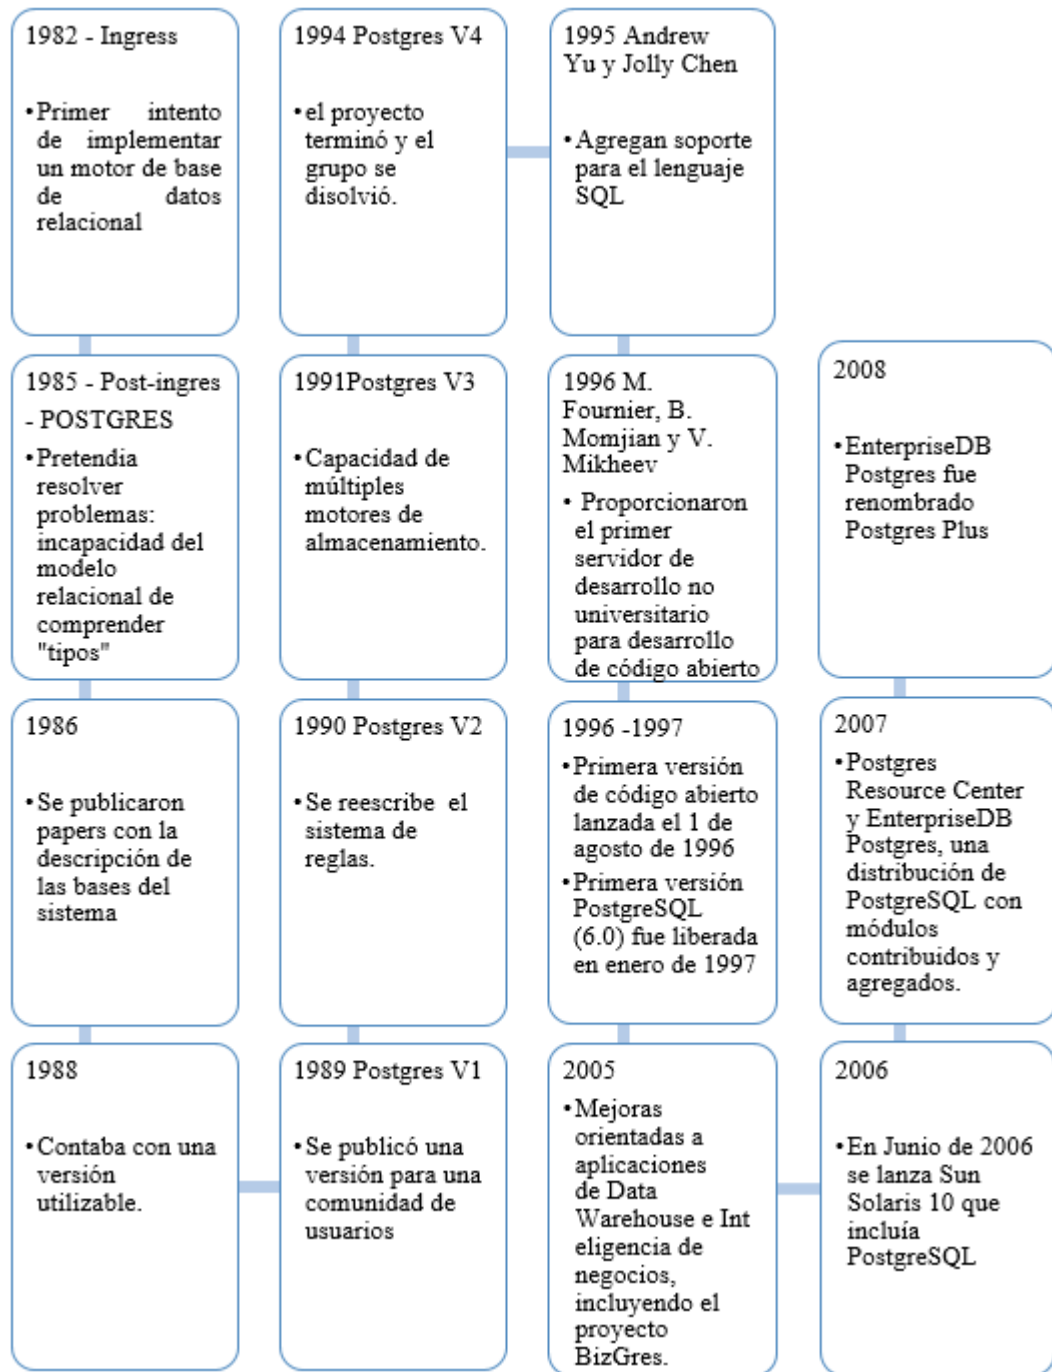 1982 - Ingress
•Primer intento
de implementar
un motor de base
de datos
relacional
1985 - Post-ingres
- POSTGRES
•Pretendia
resolver
problemas:
incapacidad del
modelo
relacional de
comprender
"tipos"
1986
•Se publicaron
papers con la
descripción de
las bases del
sistema
1988
•Contaba con una
versión
utilizable.
1989 Postgres V1
•Se publicó una
versión para una
comunidad de
usuarios
1990 Postgres V2
•Se reescribe el
sistema de
reglas.
1991Postgres V3
•Capacidad de
múltiples
motores de
almacenamiento.
1994 Postgres V4
•el proyecto
terminó y el
grupo se
disolvió.
1995 Andrew
Yu y Jolly Chen
•Agregan soporte
para el lenguaje
SQL
1996 M.
Fournier, B.
Momjian y V.
Mikheev
• Proporcionaron
el primer
servidor de
desarrollo no
universitario
para desarrollo
de código abierto
1996 -1997
•Primera versión
de código abierto
lanzada el 1 de
agosto de 1996
•Primera versión
PostgreSQL
(6.0) fue liberada
en enero de 1997
2005
•Mejoras
orientadas a
aplicaciones
de Data
Warehouse e Int
eligencia de
negocios,
incluyendo el
proyecto
BizGres.
2006
•En Junio de 2006
se lanza Sun
Solaris 10 que
incluía
PostgreSQL
2007
•Postgres
Resource Center
y EnterpriseDB
Postgres, una
distribución de
PostgreSQL con
módulos
contribuidos y
agregados.
2008
•EnterpriseDB
Postgres fue
renombrado
Postgres Plus